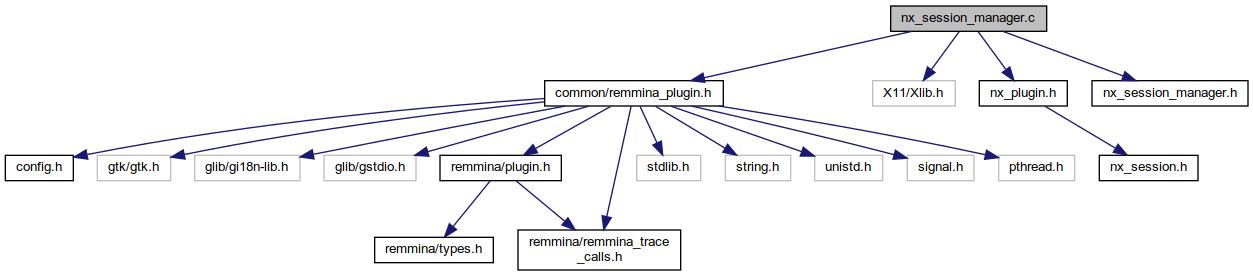 nx_session_manager.c
common/remmina_plugin.h
X11/Xlib.h
nx_plugin.h
nx_session_manager.h
config.h
gtk/gtk.h
glib/gi18n-lib.h
glib/gstdio.h
remmina/plugin.h
stdlib.h
string.h
unistd.h
signal.h
pthread.h
nx_session.h
remmina/types.h
remmina/remmina_trace
_calls.h